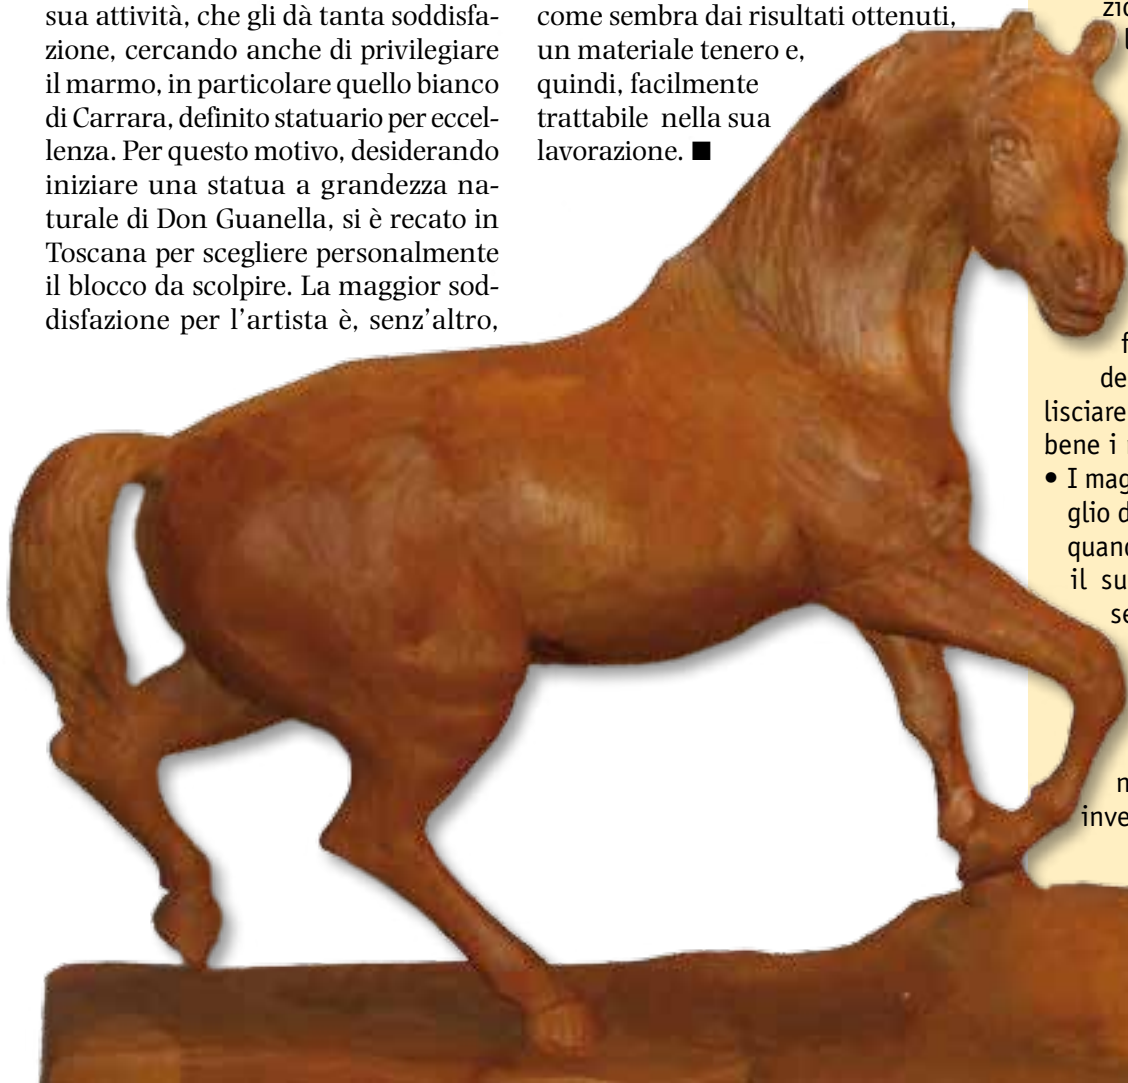 sua attività, che gli dà tanta soddisfa-
zione, cercando anche di privilegiare
il marmo, in particolare quello bianco
di Carrara, definito statuario per eccel-
lenza. Per questo motivo, desiderando
iniziare una statua a grandezza na-
turale di Don Guanella, si è recato in
Toscana per scegliere personalmente
il blocco da scolpire. La maggior sod-
disfazione per l’artista è, senz’altro,
come sembra dai risultati ottenuti,
un materiale tenero e,
quindi, facilmente
trattabile nella sua
lavorazione. ■
lisciare
bene i
• I mag
glio d
quand
il su
se
inve